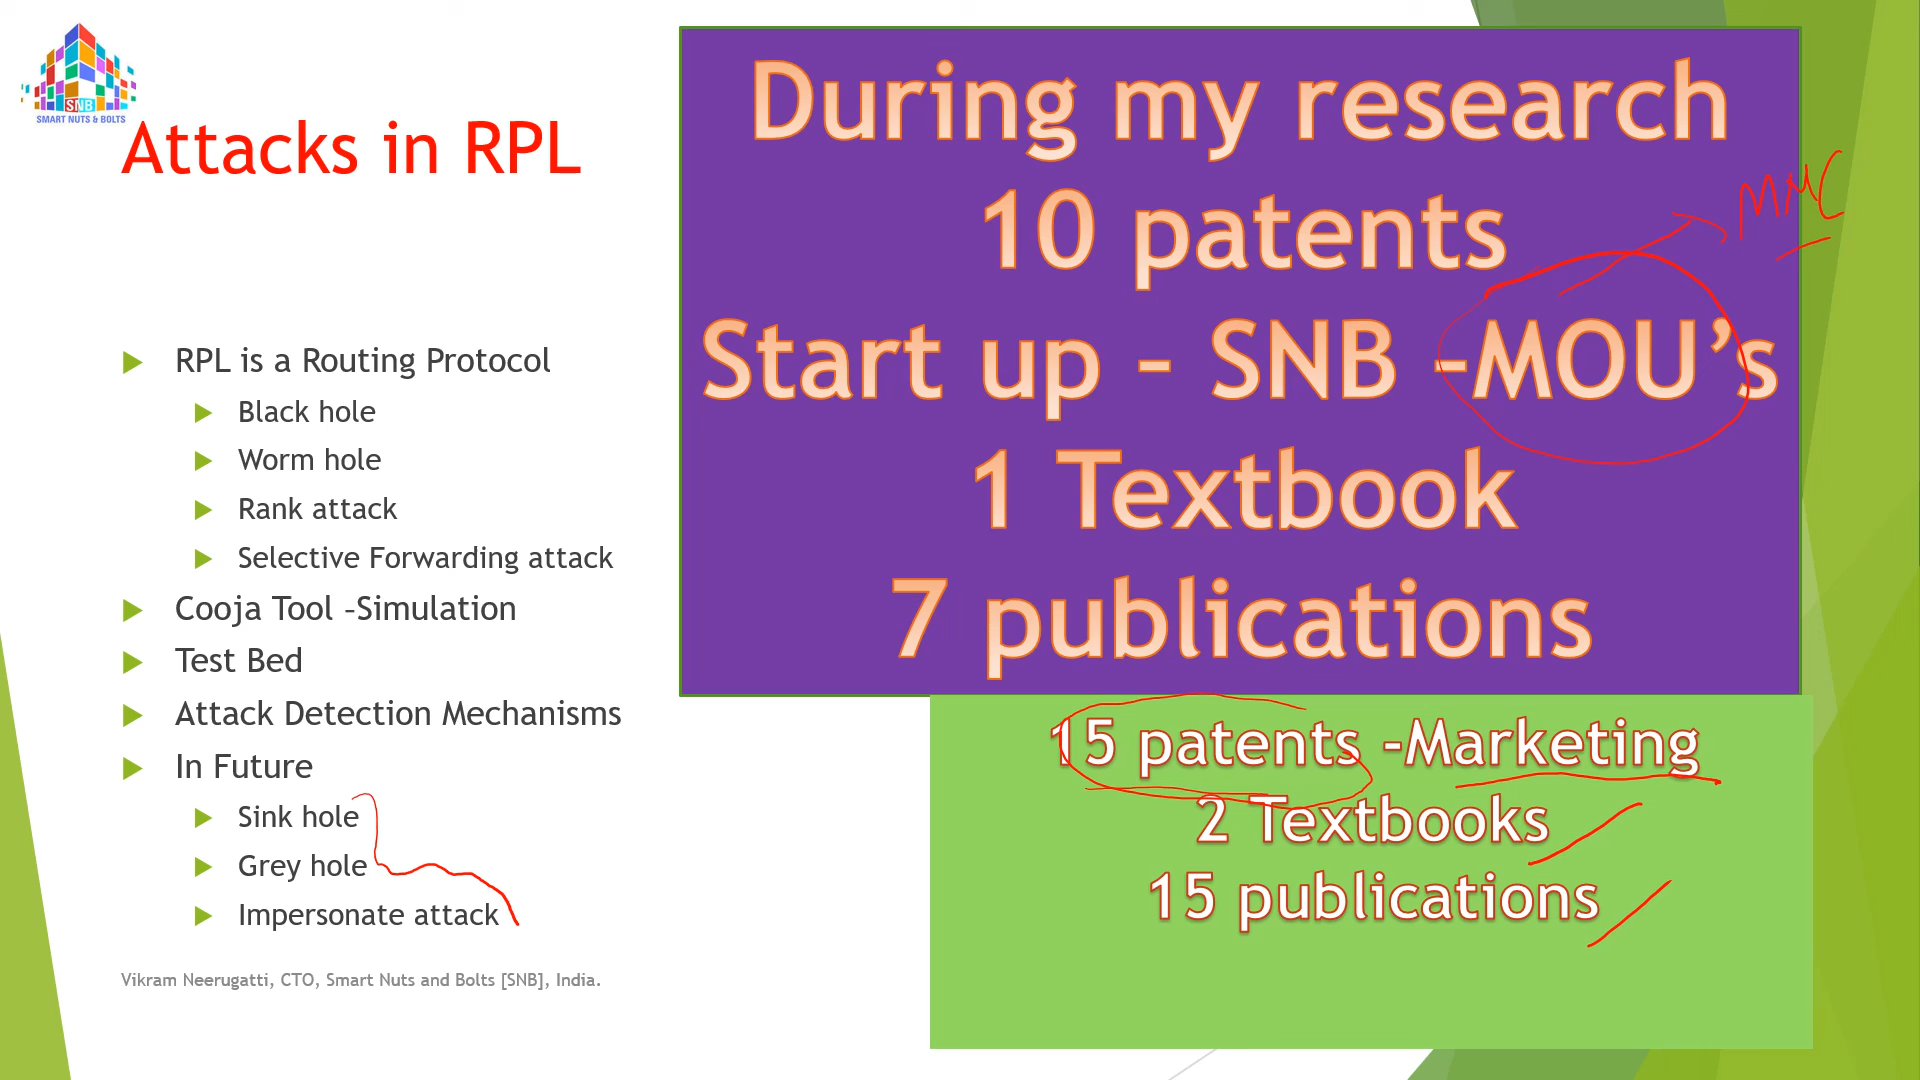 SNB
SMART NUTS & BOLTS
Attacks in RPL
RPL is a Routing Protocol
Black hole
Worm hole
Rank attack
Selective Forwarding attack
Cooja Tool –Simulation
Test Bed
Attack Detection Mechanisms
In Future
Sink hole
Grey hole
Impersonate attack
Vikram Neerugatti, CTO, Smart Nuts and Bolts [SNB], India.
During my research
10 patents
Start up – SNB –MOU’s
1 Textbook
7 publications
15 patents –Marketing
2 Textbooks
15 publications